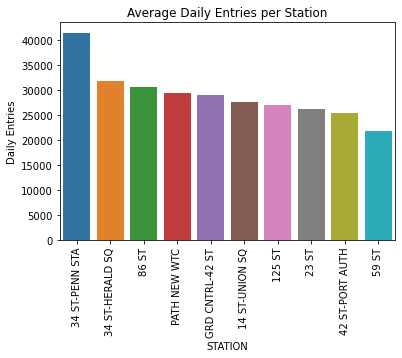 Average Daily Entries per Station
Daily Entries
40000
35000
30000
25000
20000
15000
10000
5000
0
34 ST-PENN STA
34 ST-HERALD SQ
86 ST
PATH NEW WTC
GRD CNTRL-42 ST
14 ST-UNION SQ
125 ST
23 ST
42 ST-PORT AUTH
59 ST
STATION